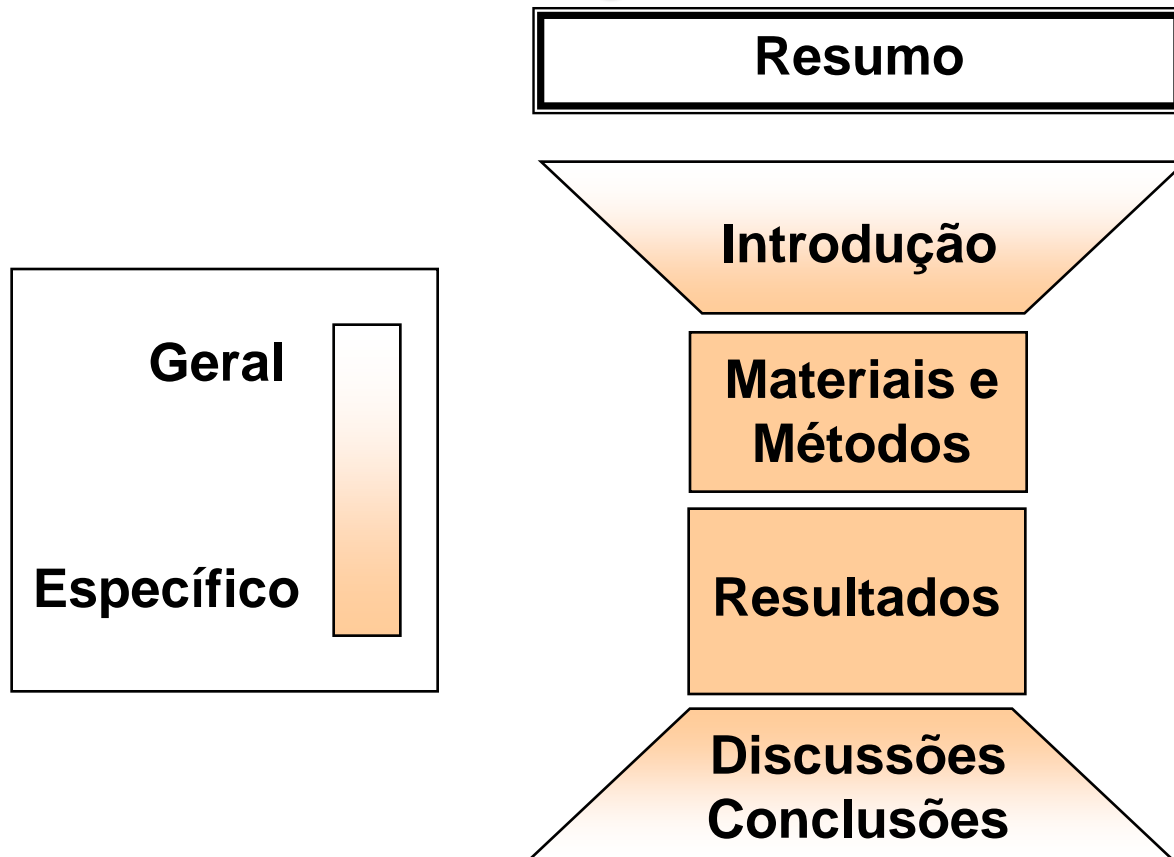 Resumo
Introdução
Geral
Específico
Materiais e
Métodos
Resultados
Discussões
Conclusões